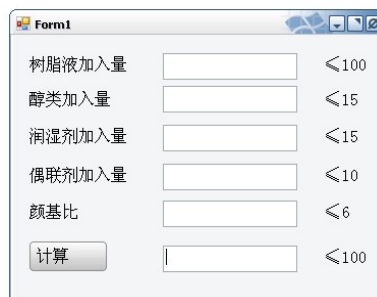 Form1
树脂液加入量 ⩽100
醇类加入量 ⩽15
润湿剂加入量 ⩽15
偶联剂加入量 ⩽10
颜基比 ⩽6
计算 ⩽100